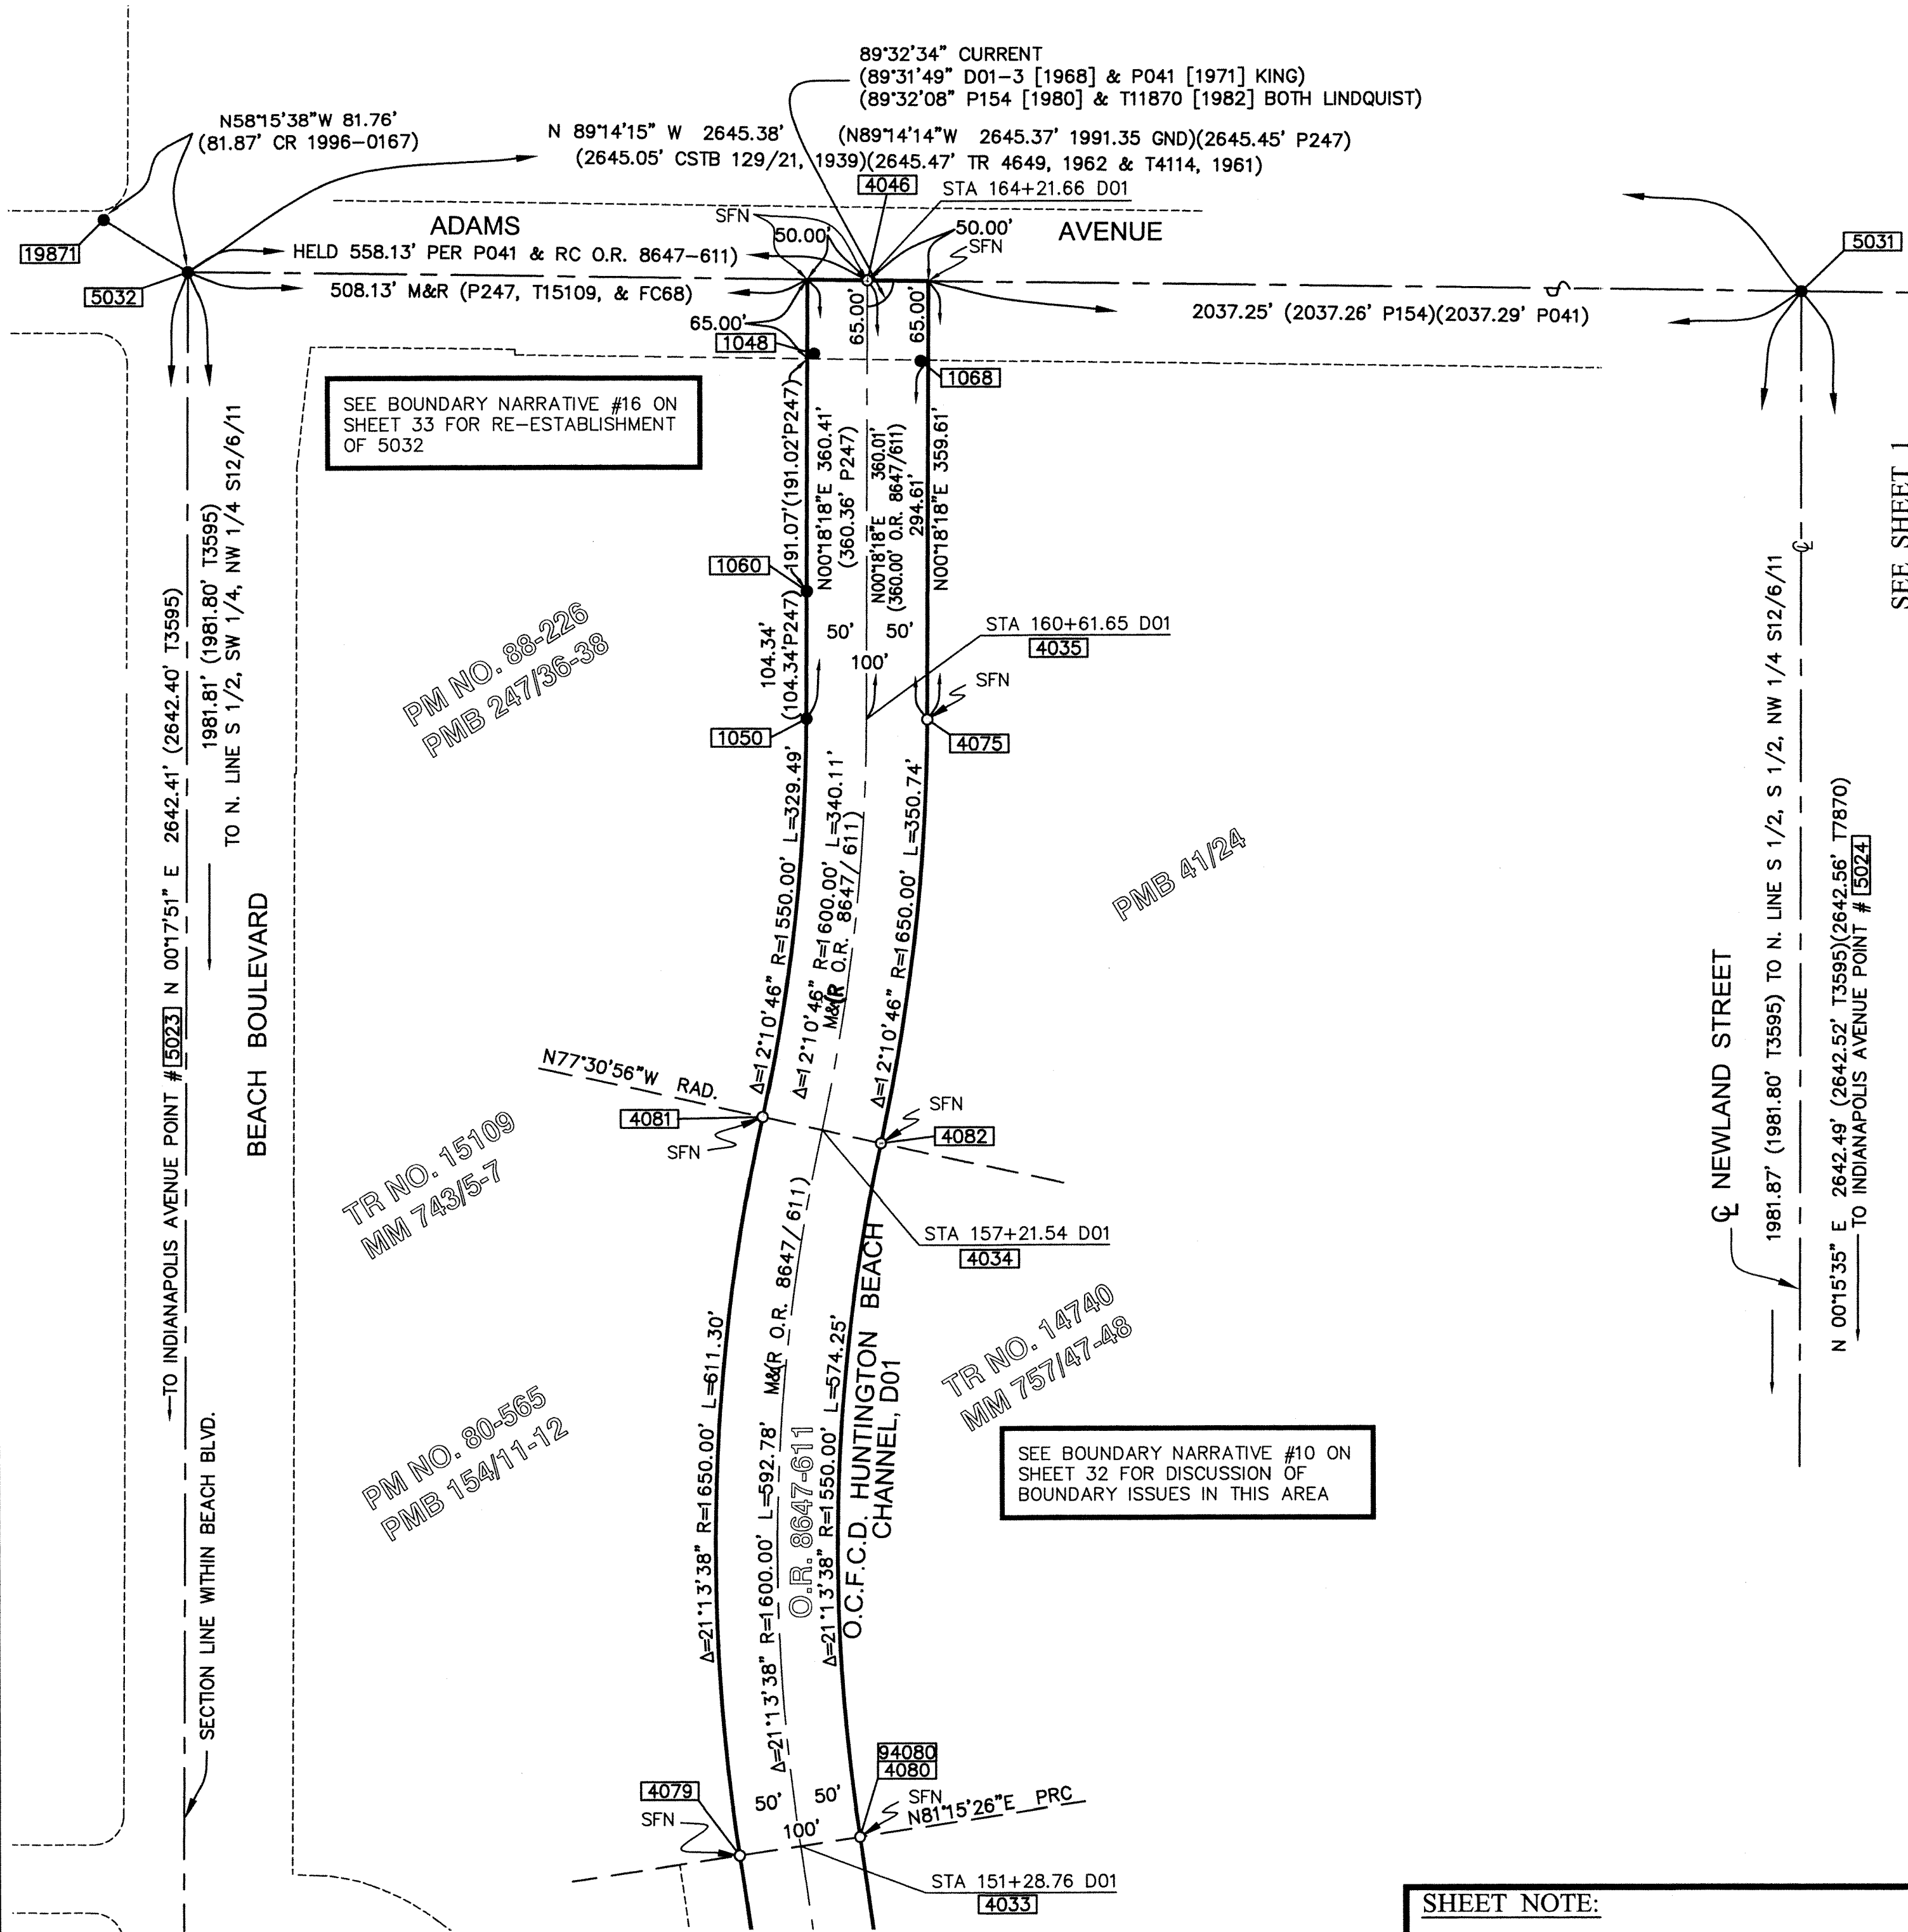 89°32'34" CURRENT
(89°31'49" D01-3 [1968] & P041 [1971] KING)
(89°32'08" P154 [1980] & T11870 [1982] BOTH LINDQUIST)
N58°15'38"W 81.76'
(81.87' CR 1996-0167)
N 89°14'15" W 2645.38' (N89°14'14"W 2645.37' 1991.35 GND)(2645.45' P247)
(2645.05' CSTB 129/21, 1939)(2645.47' TR 4649, 1962 & T4114, 1961)
4046
STA 164+21.66 D01
SFN
50.00'
50.00'
SFN
ADAMS
AVENUE
19871
5031
HELD 558.13' PER P041 & RC O.R. 8647-611)
5032
508.13' M&R (P247, T15109, & FC68)
2037.25' (2037.26' P154)(2037.29' P041)
65.00'
65.00'
65.00'
1048
1068
SEE BOUNDARY NARRATIVE #16 ON
SHEET 33 FOR RE-ESTABLISHMENT
OF 5032
191.07'(191.02'P247)
N00°18'18"E 360.41'
(360.36' P247)
N00°18'18"E 360.01'
(360.00' O.R. 8647/611)
294.61'
N00°18'18"E 359.61'
SEE SHEET 1
1060
104.34'
(104.34'P247)
50'
50'
100'
STA 160+61.65 D01
4035
SFN
1050
4075
PM NO. 88-226
PMB 247/36-38
PMB 41/24
TO INDIANAPOLIS AVENUE POINT # 5023 N 00°17'51" E 2642.41' (2642.40' T3595)
1981.81' (1981.80' T3595)
TO N. LINE S 1/2, SW 1/4, NW 1/4 S12/6/11
BEACH BOULEVARD
SECTION LINE WITHIN BEACH BLVD.
Δ=12°10'46" R=1550.00' L=329.49'
Δ=12°10'46" R=1600.00' L=340.11'
M&(R O.R. 8647/611)
Δ=12°10'46" R=1650.00' L=350.74'
N77°30'56"W RAD.
4081
SFN
SFN
4082
TR NO. 15109
MM 743/5-7
STA 157+21.54 D01
4034
TR NO. 14740
MM 757/47-48
Δ=21°13'38" R=1650.00' L=611.30'
Δ=21°13'38" R=1600.00' L=592.78' M&(R O.R. 8647/611)
O.R. 8647-611
Δ=21°13'38" R=1550.00' L=574.25'
O.C.F.C.D. HUNTINGTON BEACH
CHANNEL, D01
PM NO. 80-565
PMB 154/11-12
SEE BOUNDARY NARRATIVE #10 ON
SHEET 32 FOR DISCUSSION OF
BOUNDARY ISSUES IN THIS AREA
℄ NEWLAND STREET
1981.87' (1981.80' T3595) TO N. LINE S 1/2, S 1/2, NW 1/4 S12/6/11
℄
N 00°15'35" E 2642.49' (2642.52' T3595)(2642.56' T7870)
TO INDIANAPOLIS AVENUE POINT # 5024
94080
4080
4079
50'
50'
SFN
SFN
N81°15'26"E PRC
100'
STA 151+28.76 D01
4033
SHEET NOTE: